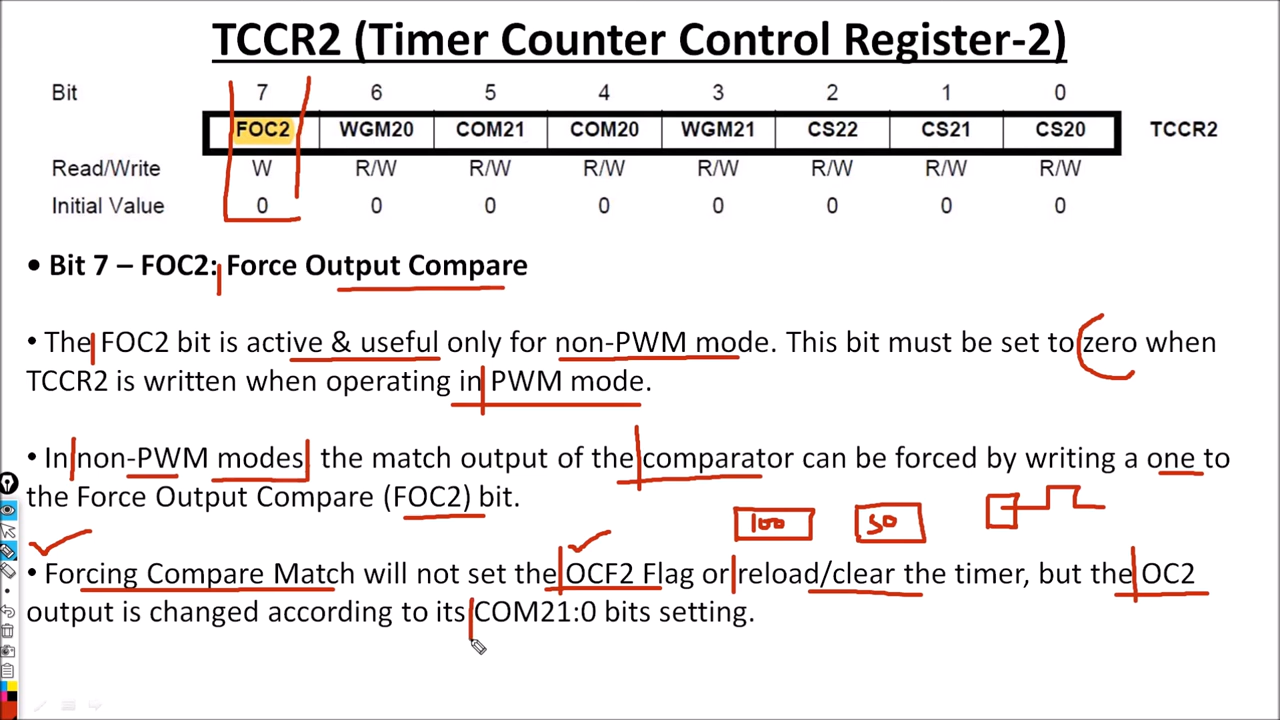 TCCR2 (Timer Counter Control Register-2)
Bit 7 6 5 4 3 2 1 0
FOC2 WGM20 COM21 COM20 WGM21 CS22 CS21 CS20 TCCR2
Read/Write W R/W R/W R/W R/W R/W R/W R/W
Initial Value 0 0 0 0 0 0 0 0
• Bit 7 – FOC2: Force Output Compare
• The FOC2 bit is active & useful only for non-PWM mode. This bit must be set to zero when
TCCR2 is written when operating in PWM mode.
• In non-PWM modes the match output of the comparator can be forced by writing a one to
the Force Output Compare (FOC2) bit.
100 50
• Forcing Compare Match will not set the OCF2 Flag or reload/clear the timer, but the OC2
output is changed according to its COM21:0 bits setting.